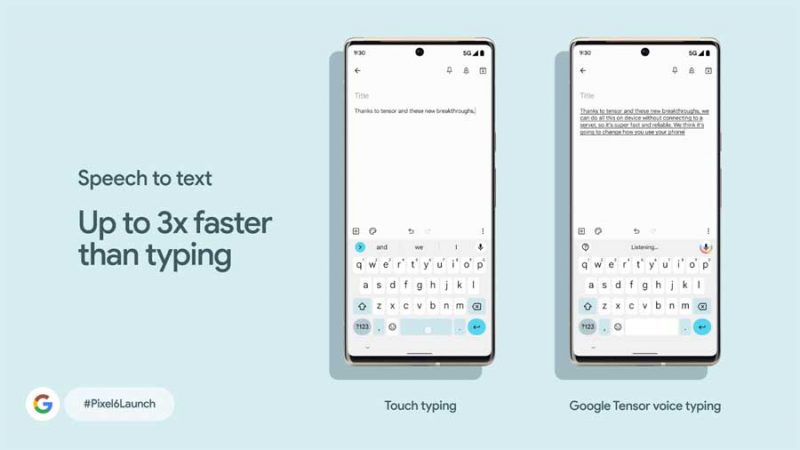 Speech to text
Up to 3x faster
than typing
#Pixel6Launch
9:30
5G
Title
Thanks to tensor and these new breakthroughs,
and we I
q w e r t y u i o p
a s d f g h j k l
z x c v b n m
?123 , .
Touch typing
9:30
5G
Title
Thanks to tensor and these new breakthroughs, we
can do all this on device without connecting to a
server, so it's super fast and reliable. We think it's
going to change how you use your phone
Listening...
q w e r t y u i o p
a s d f g h j k l
z x c v b n m
?123 , .
Google Tensor voice typing